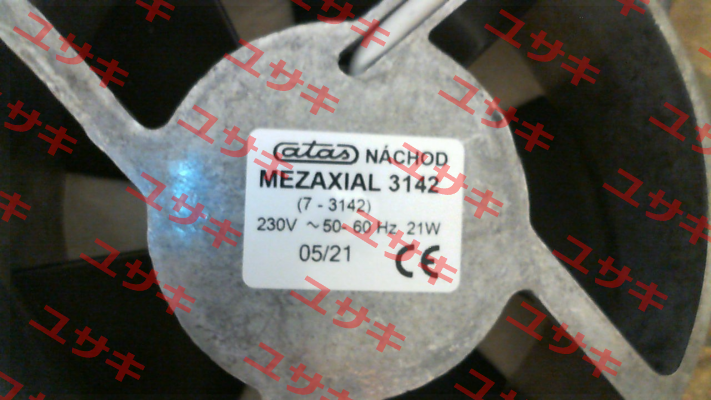 atas NÁCHOD
MEZAXIAL 3142
(7 - 3142)
230V ~ 50- 60 Hz 21W
05/21 CE
ユサキ